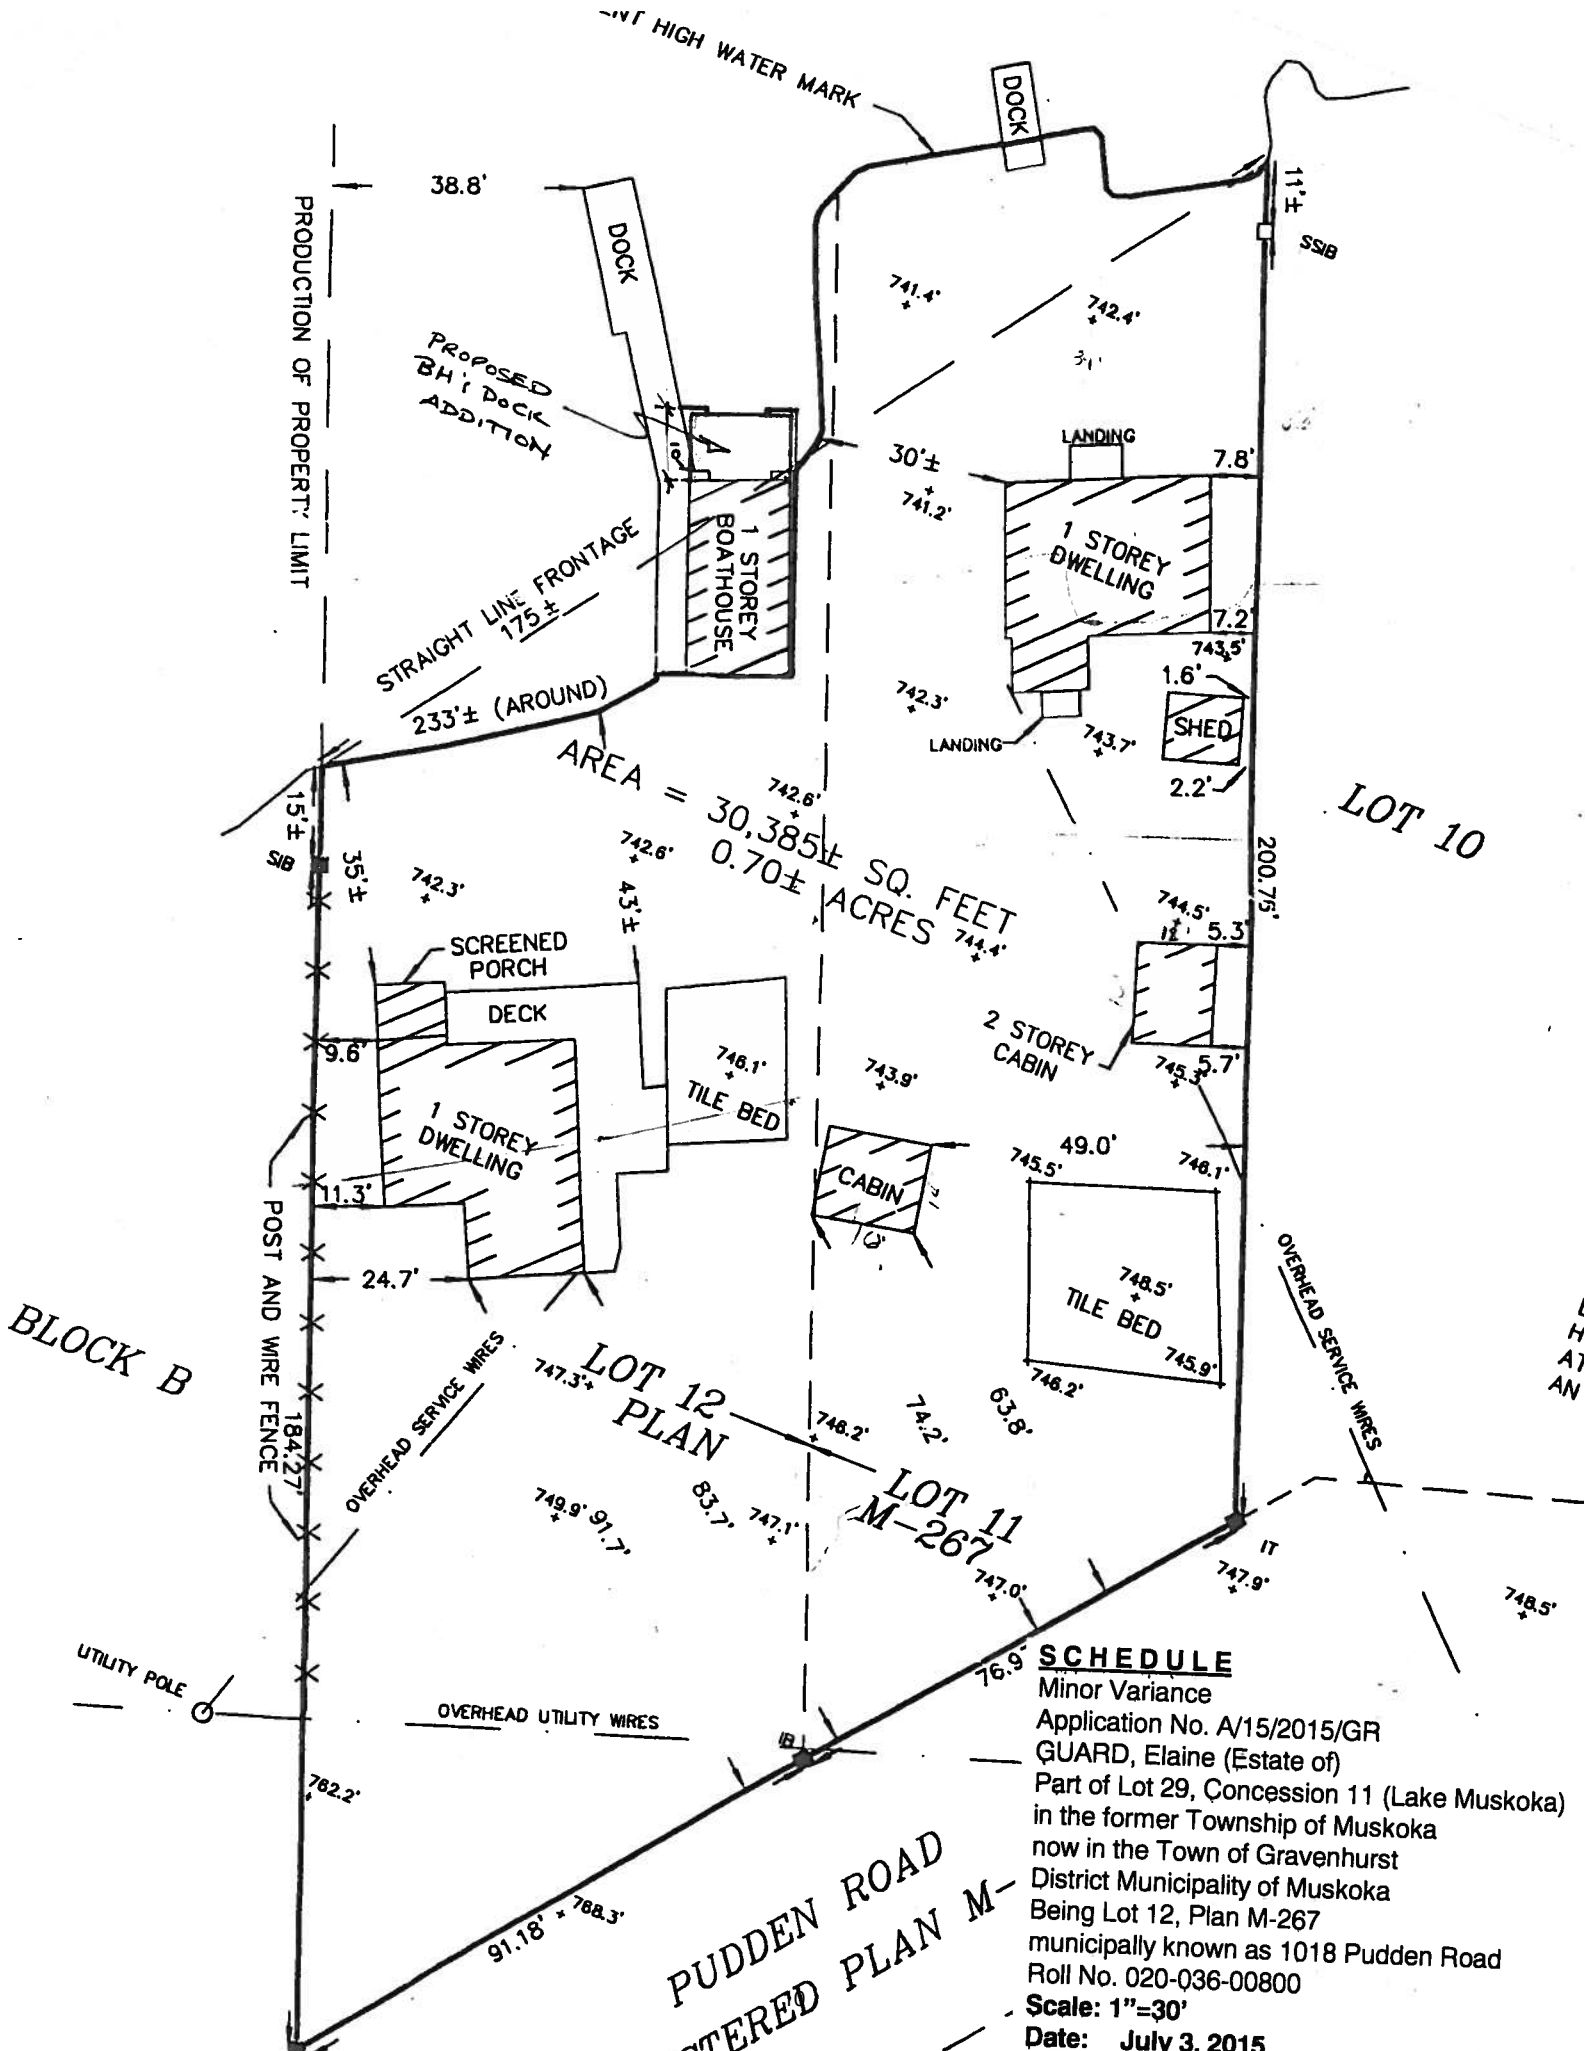 HIGH WATER MARK
DOCK
11'±
SSIB
38.8'
DOCK
PRODUCTION OF PROPERTY LIMIT
741.4'
742.4'
PROPOSED
BH & DOCK
ADDITION
LANDING
30'±
7.8'
741.2'
1 STOREY
DWELLING
1 STOREY
BOATHOUSE
STRAIGHT LINE FRONTAGE
175±
7.2'
743.5'
1.6'
SHED
2.2'
233'± (AROUND)
742.3'
LANDING
743.7'
AREA = 30,385± SQ. FEET
0.70± ACRES
742.6'
742.6'
15'±
SIB
35'±
742.3'
43'±
LOT 10
200.75'
744.5'
12'
5.3'
744.4'
SCREENED
PORCH
DECK
9.6'
746.1'
TILE BED
743.9'
2 STOREY
CABIN
5.7'
745.3'
1 STOREY
DWELLING
11.3'
CABIN
49.0'
745.5'
746.1'
POST AND WIRE FENCE
24.7'
748.5'
TILE BED
745.9'
746.2'
OVERHEAD SERVICE WIRES
BLOCK B
OVERHEAD SERVICE WIRES
747.3'
LOT 12
PLAN
746.2'
74.2'
63.8'
AN
184.27'
749.9'
91.7'
83.7'
747.1'
LOT 11
M-267
747.0'
IT
747.9'
748.5'
UTILITY POLE
OVERHEAD UTILITY WIRES
IB
76.9'
762.2'
91.18'
768.3'
PUDDEN ROAD
PLAN M-
SCHEDULE
Minor Variance
Application No. A/15/2015/GR
GUARD, Elaine (Estate of)
Part of Lot 29, Concession 11 (Lake Muskoka)
in the former Township of Muskoka
now in the Town of Gravenhurst
District Municipality of Muskoka
Being Lot 12, Plan M-267
municipally known as 1018 Pudden Road
Roll No. 020-036-00800
Scale: 1"=30'
Date: July 3, 2015